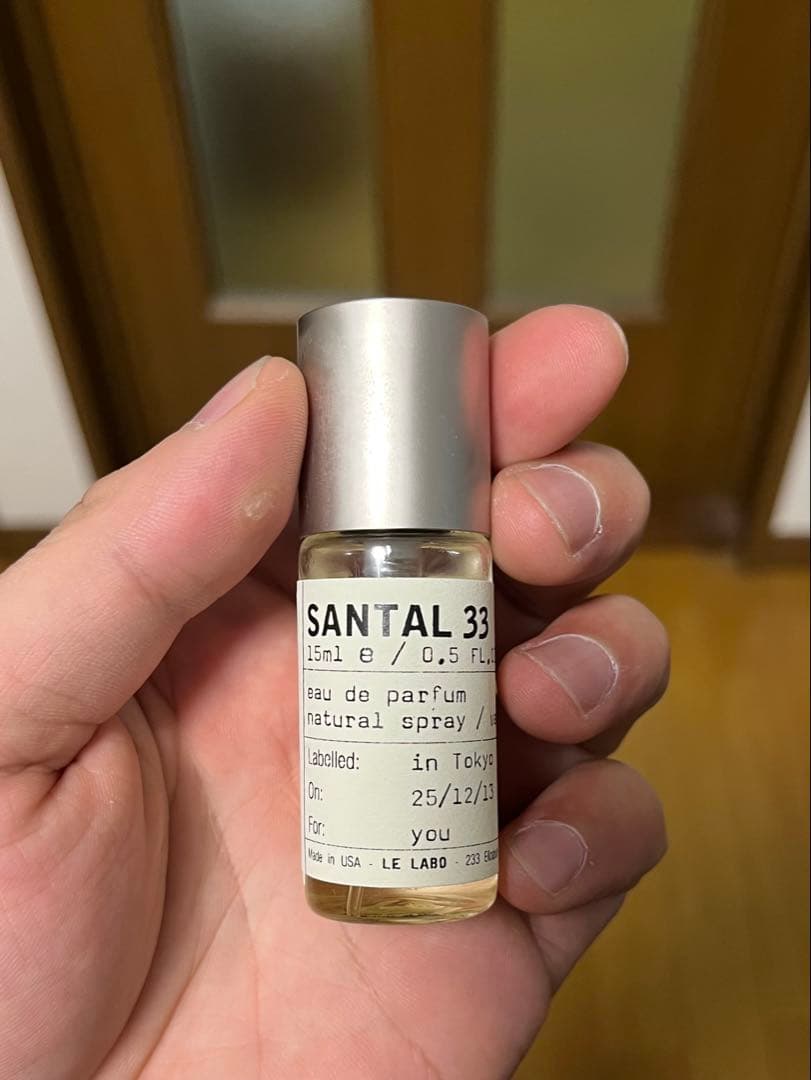 SANTAL 33
15ml e / 0.5 FL.
eau de parfum
natural spray /
Labelled: in Tokyo
On: 25/12/13
For: you
Made in USA - LE LABO - 233